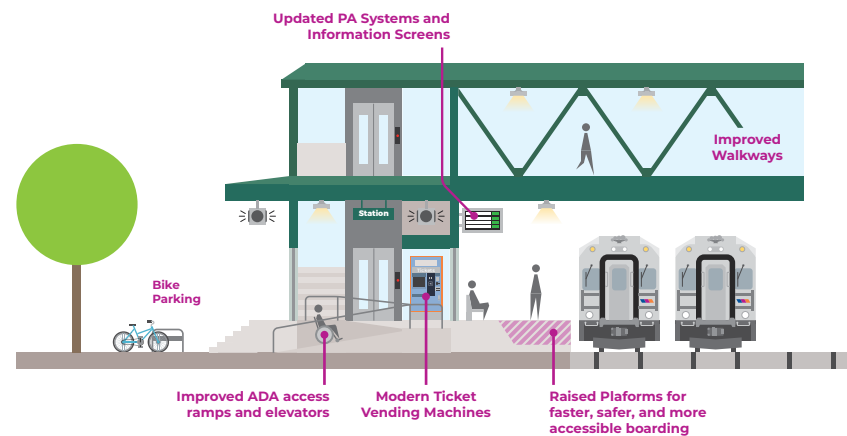 Updated PA Systems and
Information Screens
Improved
Walkways
Station
Tickets
Bike
Parking
Improved ADA access
ramps and elevators
Modern Ticket
Vending Machines
Raised Plaforms for
faster, safer, and more
accessible boarding